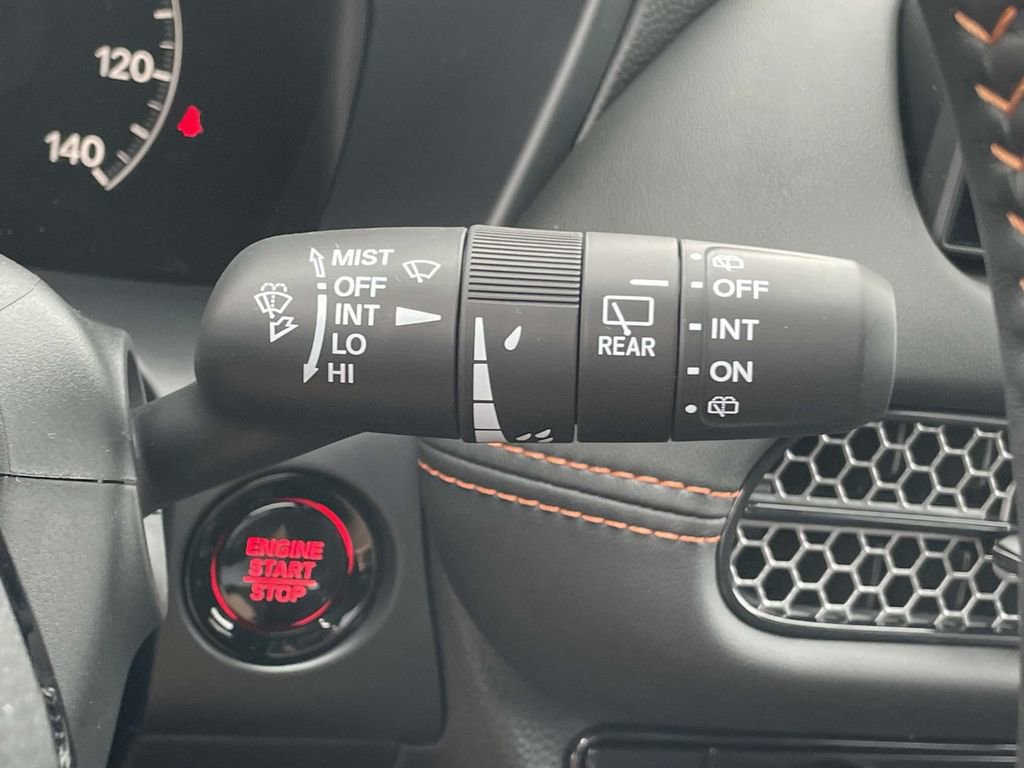 120
140
MIST
OFF
INT
LO
HI
REAR
OFF
INT
ON
ENGINE
START
STOP